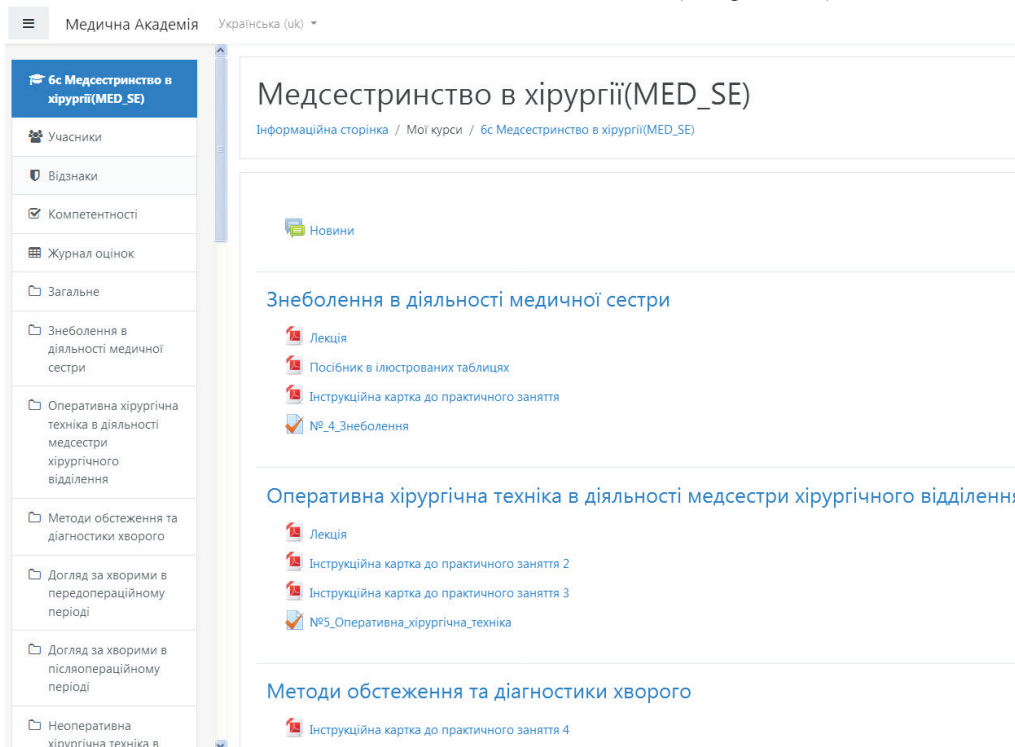 Медична Академія
Українська (uk)
6с Медсестринство в
хірургії(MED_SE)
Учасники
Відзнаки
Компетентності
Журнал оцінок
Загальне
Знеболення в
діяльності медичної
сестри
Оперативна хірургічна
техніка в діяльності
медсестри
хірургічного
відділення
Методи обстеження та
діагностики хворого
Догляд за хворими в
передопераційному
періоді
Догляд за хворими в
післяопераційному
періоді
Неоперативна
хірургічна техніка в
Медсестринство в хірургії(MED_SE)
Інформаційна сторінка / Мої курси / 6с Медсестринство в хірургії(MED_SE)
Новини
Знеболення в діяльності медичної сестри
Лекція
Посібник в ілюстрованих таблицях
Інструкційна картка до практичного заняття
№_4_Знеболення
Оперативна хірургічна техніка в діяльності медсестри хірургічного відділення
Лекція
Інструкційна картка до практичного заняття 2
Інструкційна картка до практичного заняття 3
№5_Оперативна_хірургічна_техніка
Методи обстеження та діагностики хворого
Інструкційна картка до практичного заняття 4